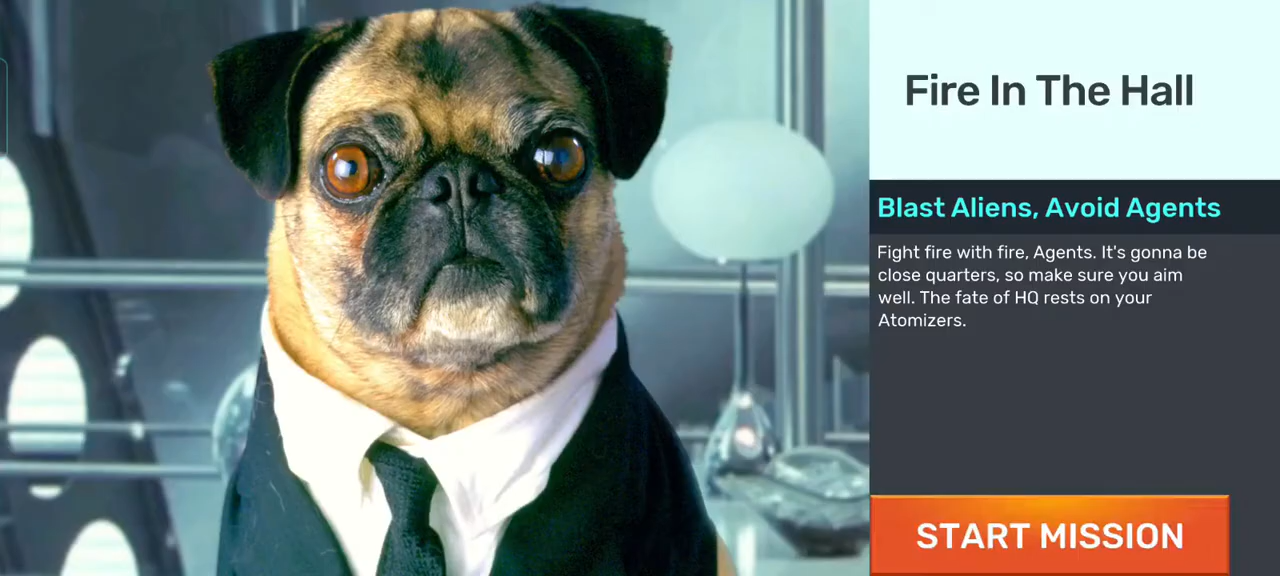 Fire In The Hall
Blast Aliens, Avoid Agents
Fight fire with fire, Agents. It's gonna be
close quarters, so make sure you aim
well. The fate of HQ rests on your
Atomizers.
START MISSION